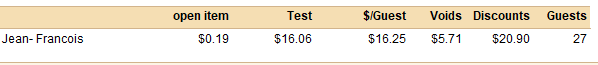 open item Test $/Guest Voids Discounts Guests
Jean- Francois $0.19 $16.06 $16.25 $5.71 $20.90 27